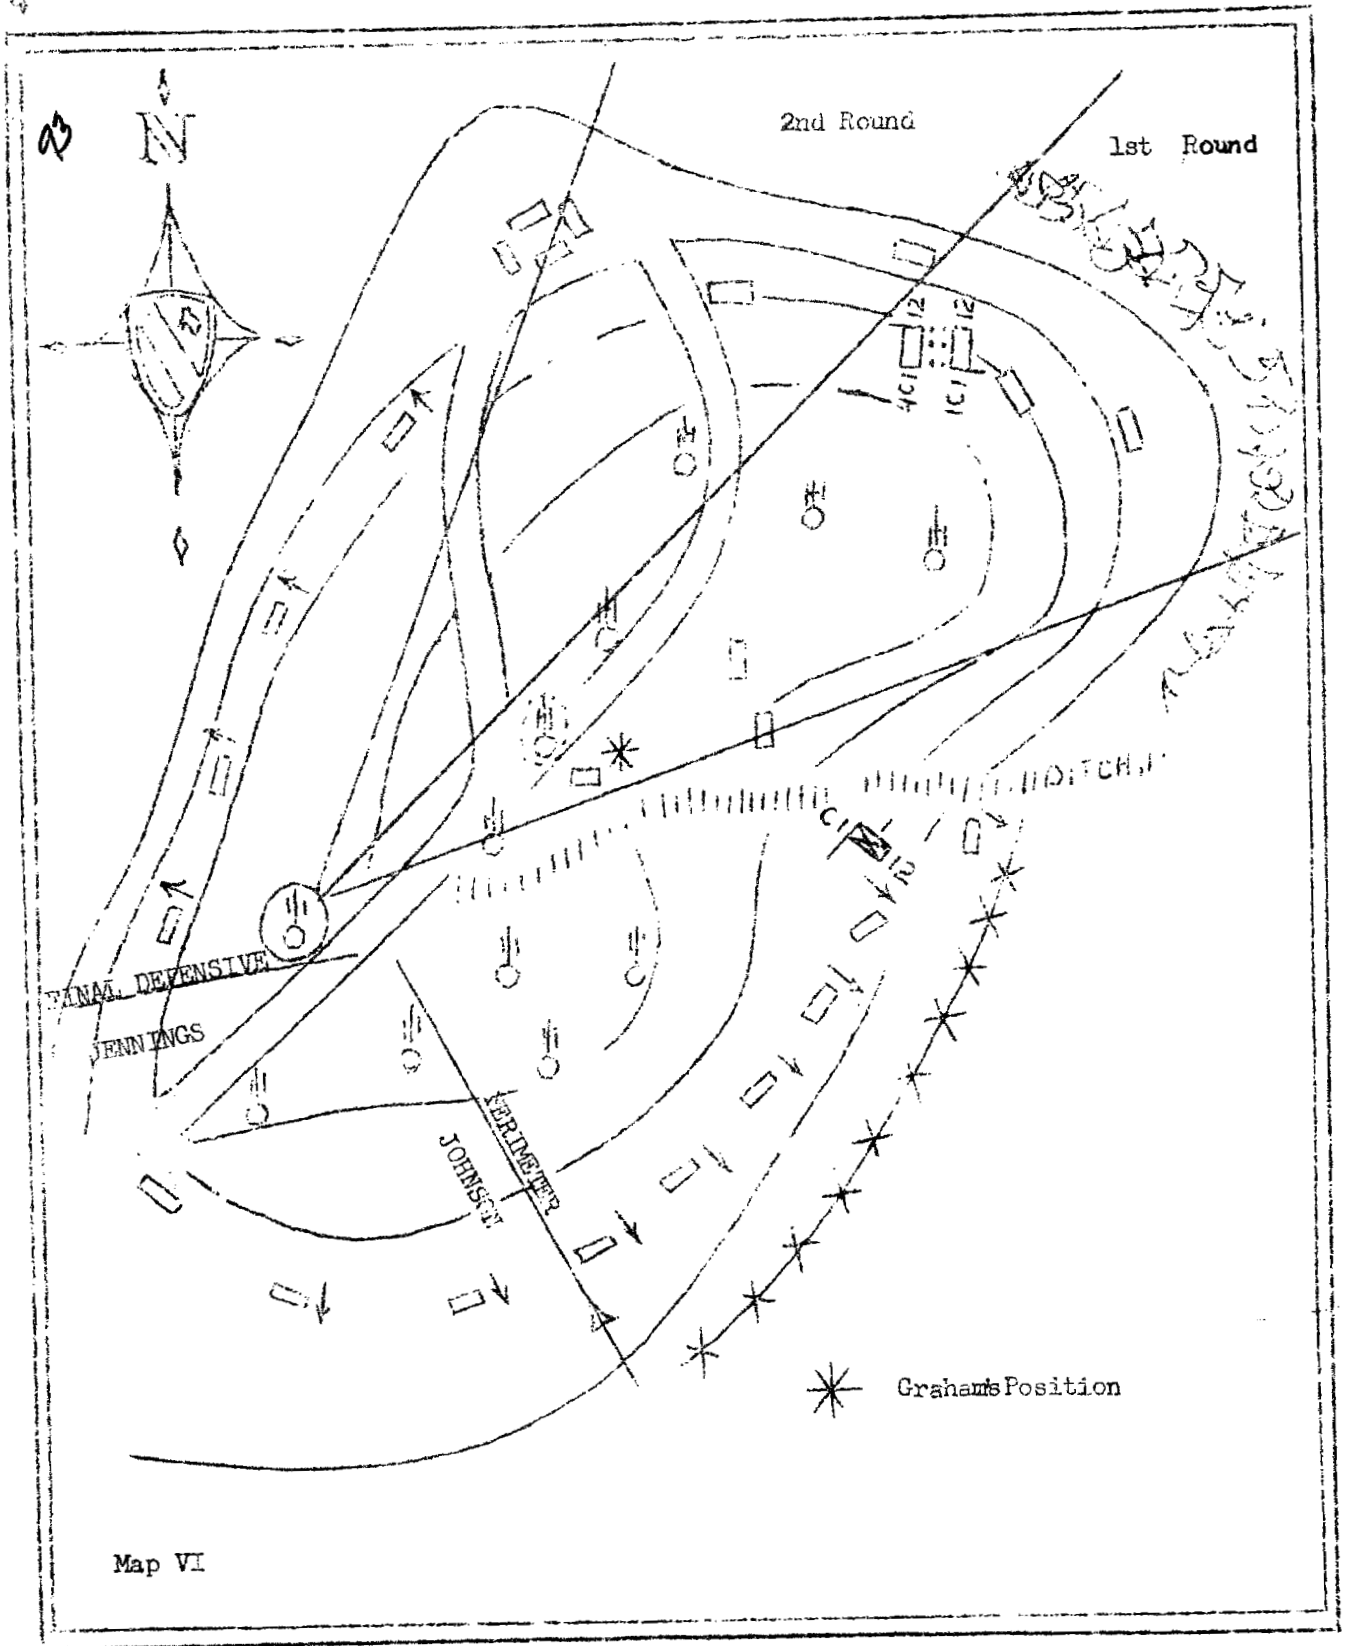 N
27
2nd Round
1st Round
12
12
4C1
1C1
DITCH
C1
12
FINAL DEFENSIVE
JENNINGS
PERIMETER
JOHNSON
Graham's Position
Map VI